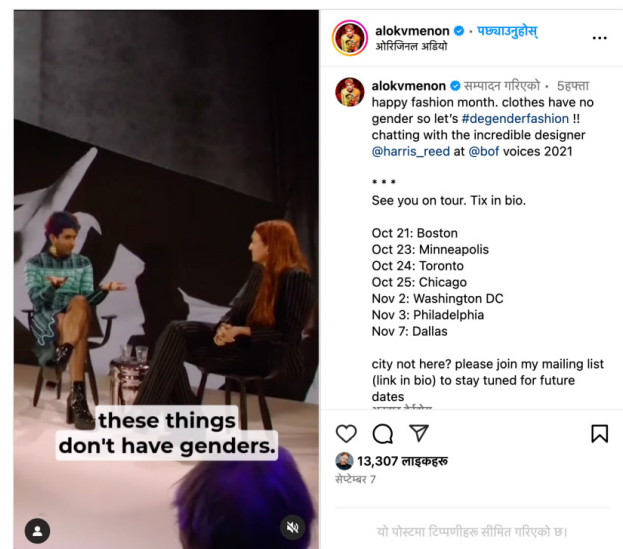 alokvmenon • पछ्याउनुहोस्
ओरिजिनल अडियो
alokvmenon सम्पादन गरिएको • 5हफ्ता
happy fashion month. clothes have no
gender so let's #degenderfashion !!
chatting with the incredible designer
@harris_reed at @bof voices 2021
* * *
See you on tour. Tix in bio.
Oct 21: Boston
Oct 23: Minneapolis
Oct 24: Toronto
Oct 25: Chicago
Nov 2: Washington DC
Nov 3: Philadelphia
Nov 7: Dallas
city not here? please join my mailing list
(link in bio) to stay tuned for future
dates
these things
don't have genders.
13,307 लाइकहरू
सेप्टेम्बर 7
यो पोस्टमा टिप्पणीहरू सीमित गरिएको छ।